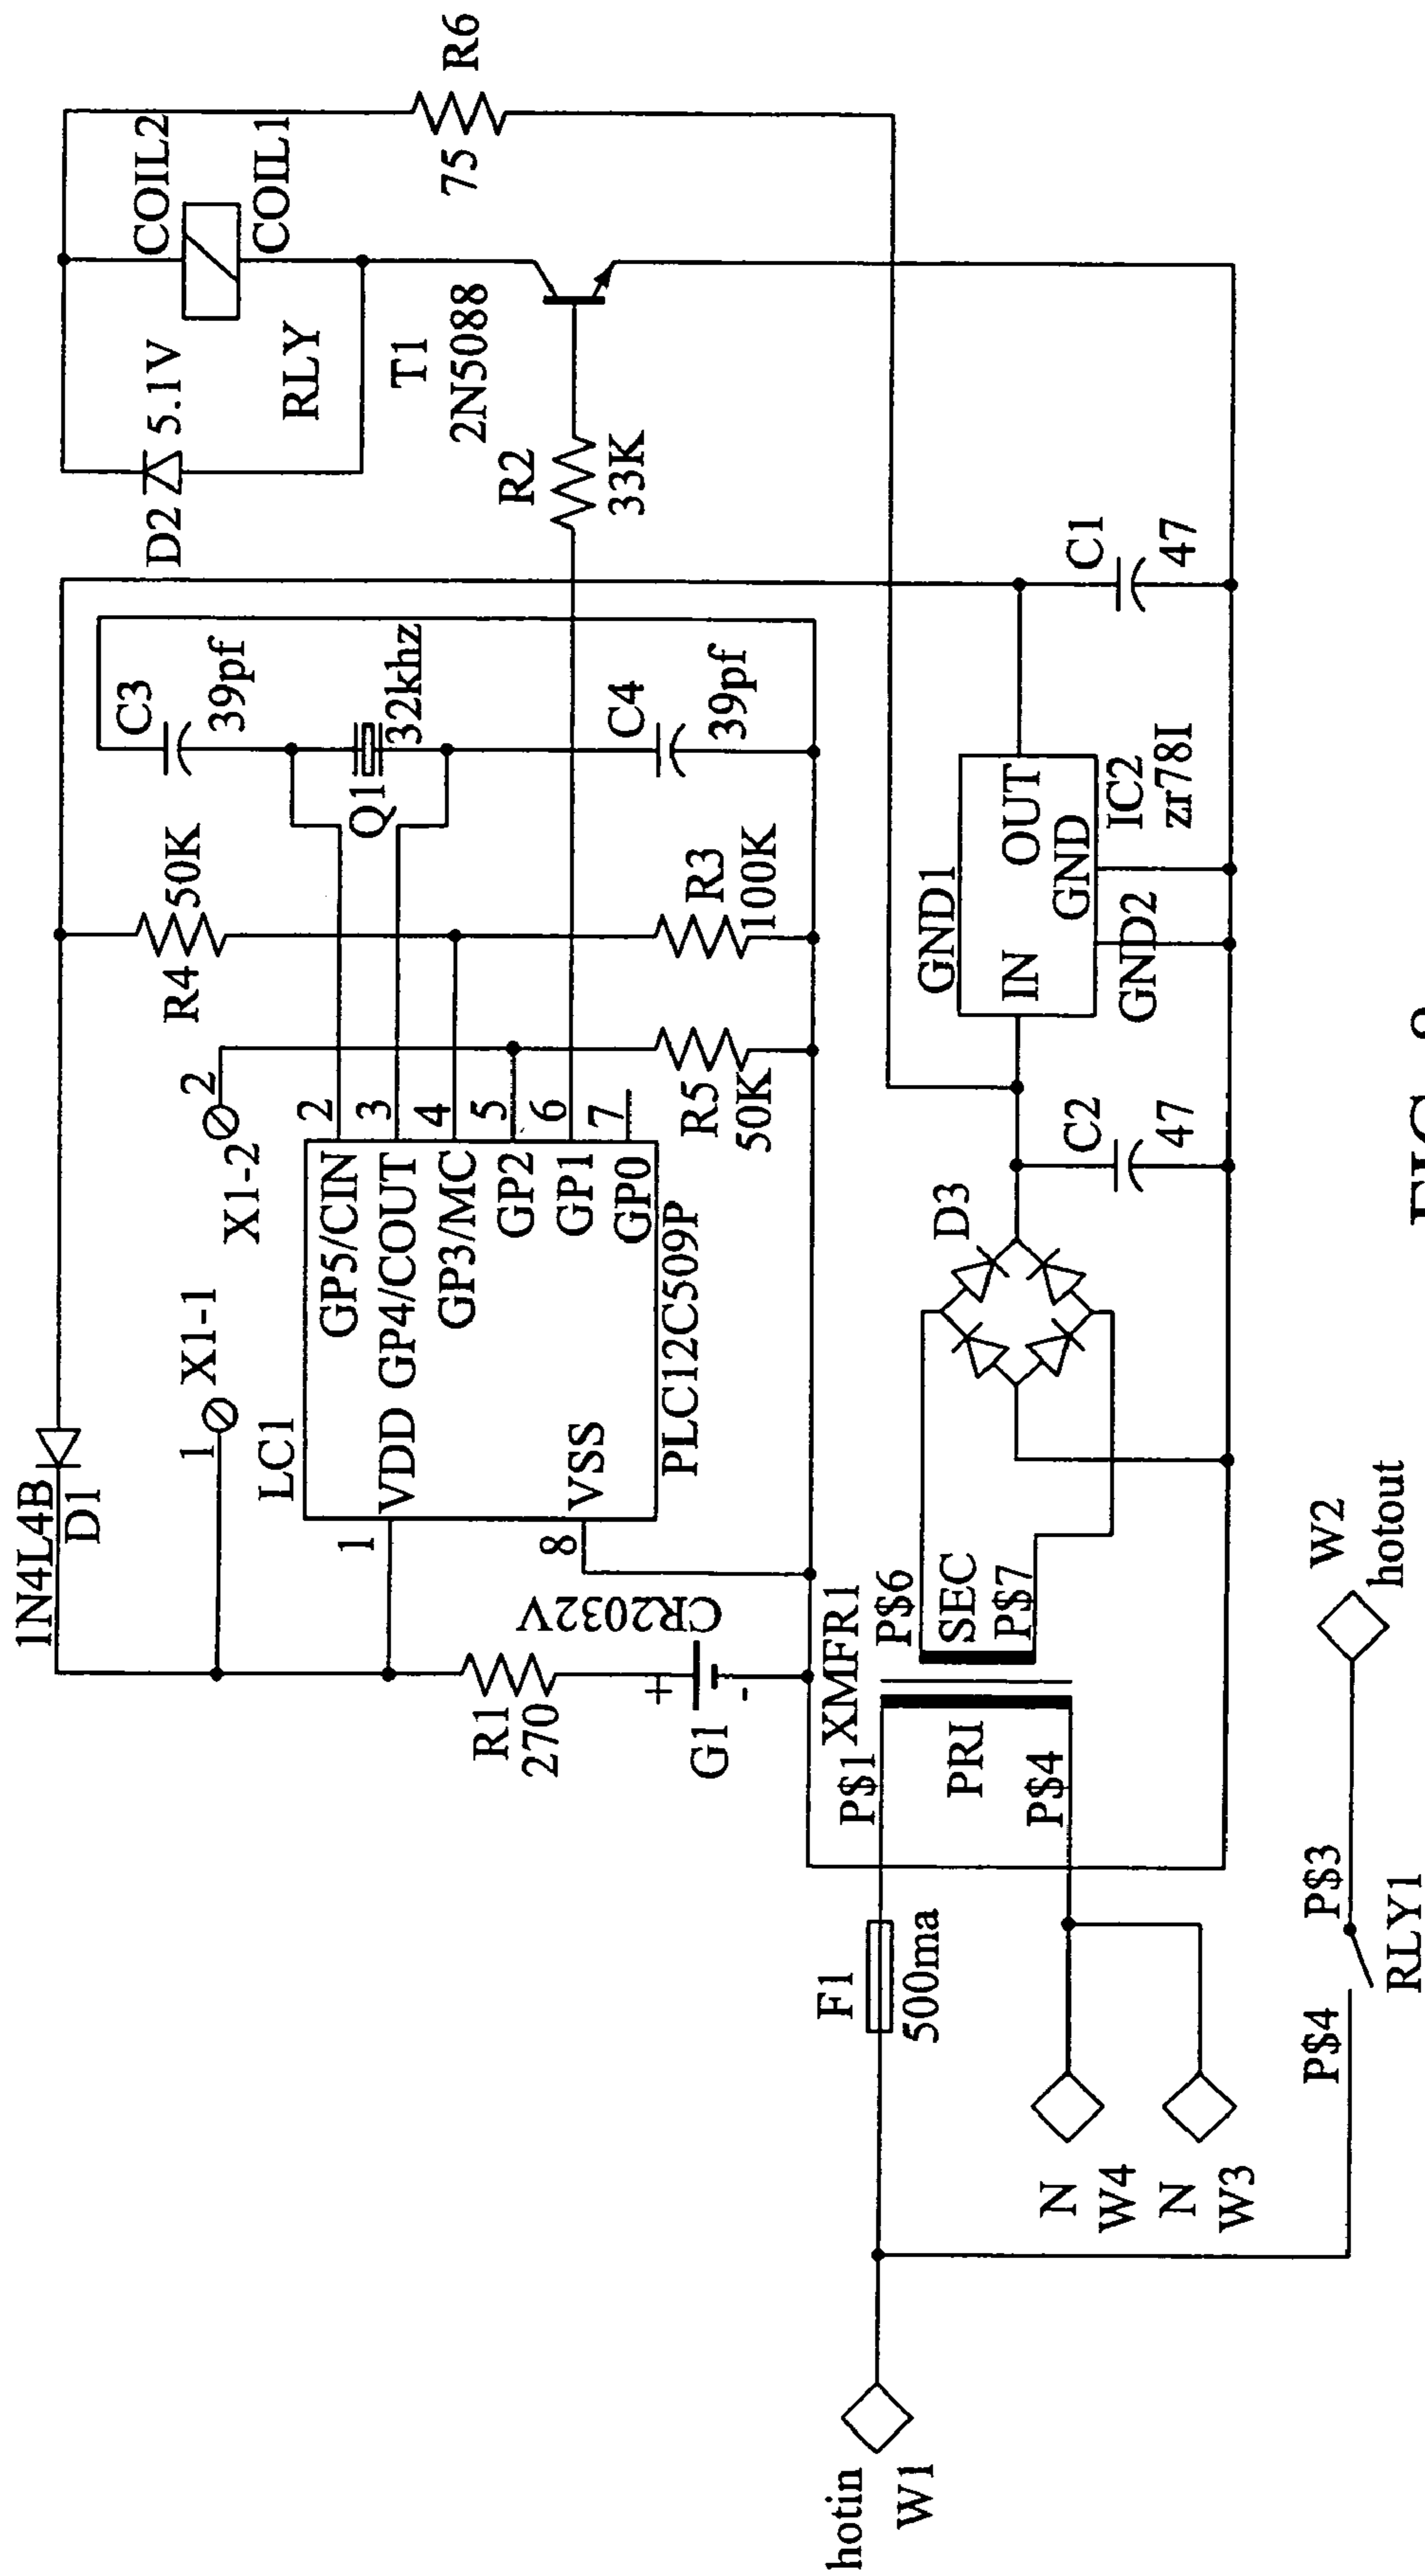 1N4L4B
D1
X1-1
1
X1-2
2
R4
50K
C3
39pf
D2
5.1V
COIL2
COIL1
RLY
R6
75
LC1
VDD
1
VSS
8
GP5/CIN
2
GP4/COUT
3
GP3/MC
4
GP2
5
GP1
6
GP0
7
PLC12C509P
Q1
32khz
C4
39pf
T1
2N5088
R2
33K
R1
270
G1
+
-
CR2032V
R5
50K
R3
100K
XMFR1
P$1
PRI
P$4
P$6
SEC
P$7
D3
C2
47
GND1
IN
OUT
GND
GND2
IC2
zr78I
C1
47
F1
500ma
hotin
W1
N
W4
N
W3
P$4
P$3
RLY1
W2
hotout